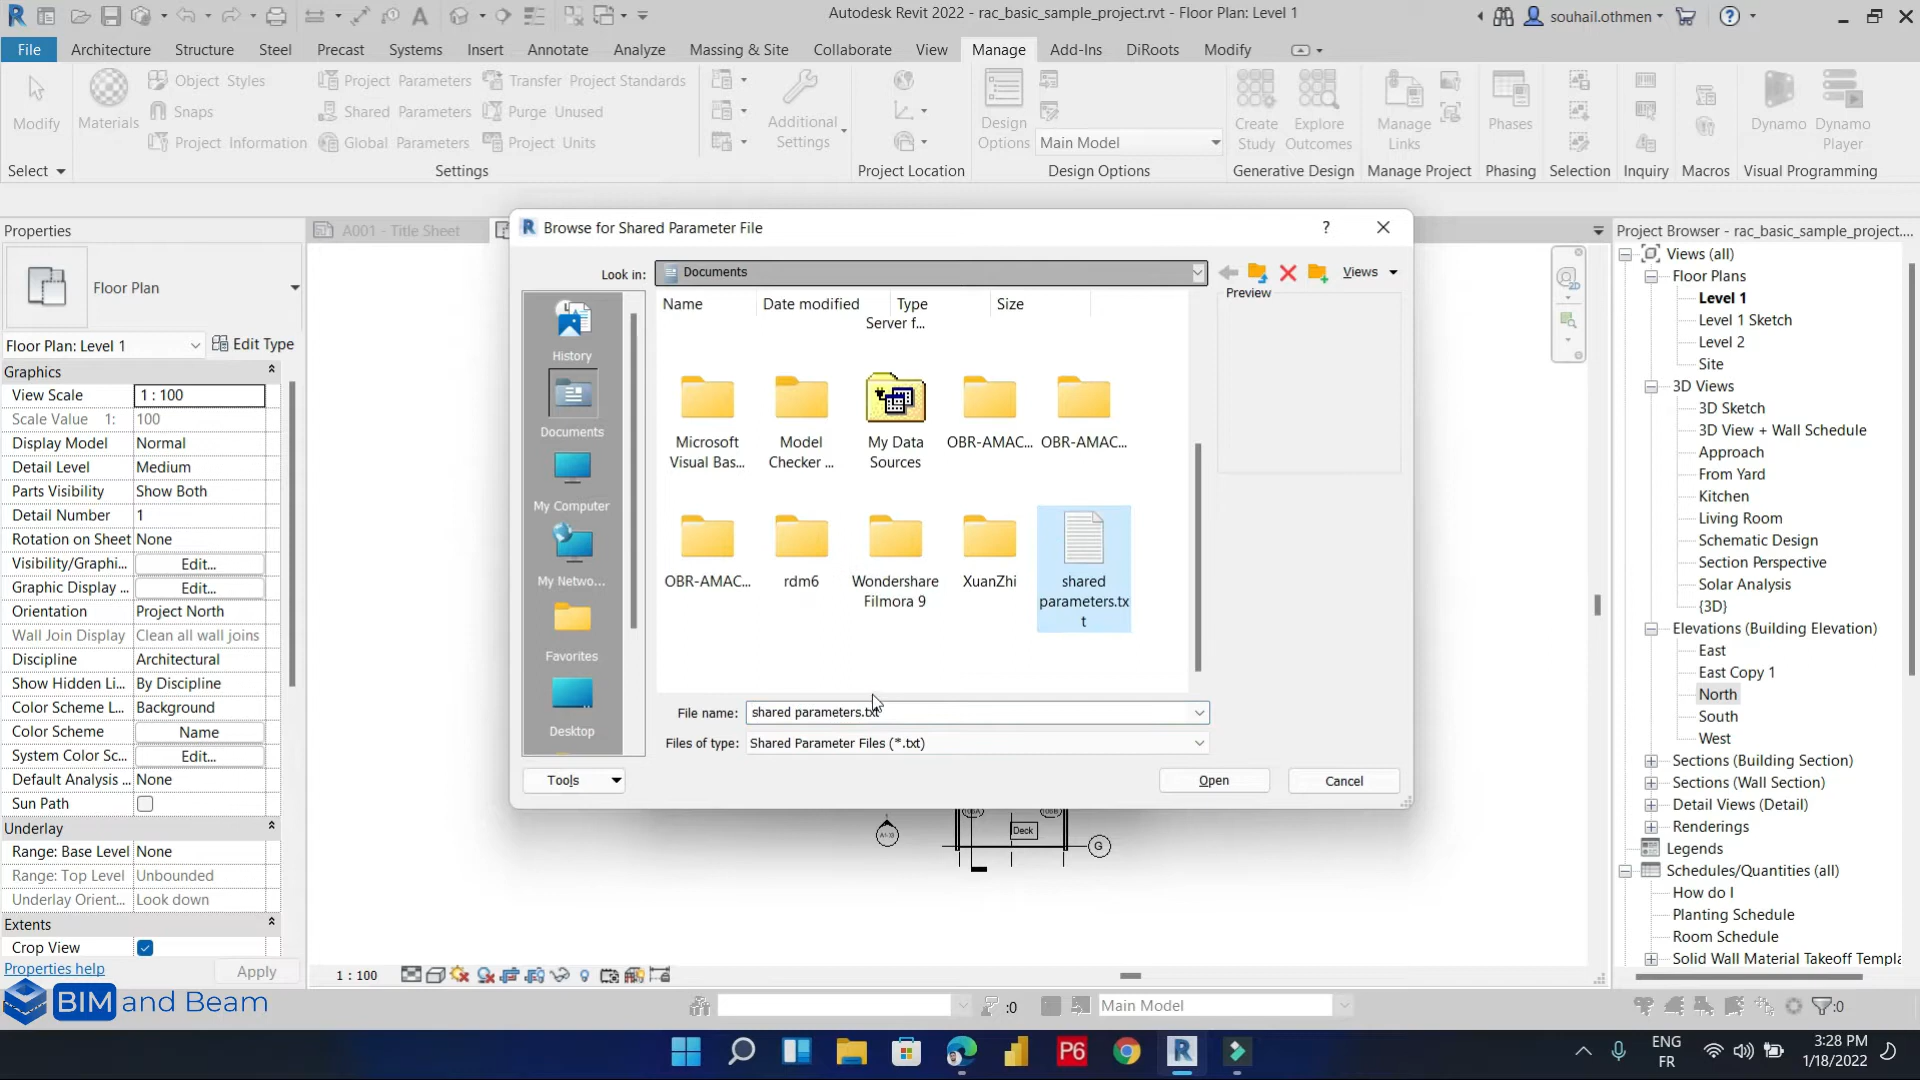 Autodesk Revit 2022 - rac_basic_sample_project.rvt - Floor Plan: Level 1
souhail.othmen
File Architecture Structure Steel Precast Systems Insert Annotate Analyze Massing & Site Collaborate View Manage Add-Ins DiRoots Modify
Modify
Materials
Object Styles
Snaps
Project Information
Project Parameters
Shared Parameters
Global Parameters
Transfer Project Standards
Purge Unused
Project Units
Additional
Settings
Design
Options
Main Model
Create
Study
Explore
Outcomes
Manage
Links
Phases
Dynamo
Dynamo
Player
Select Settings Project Location Design Options Generative Design Manage Project Phasing Selection Inquiry Macros Visual Programming
Properties
Floor Plan
Floor Plan: Level 1 Edit Type
Graphics
View Scale 1 : 100
Scale Value 1: 100
Display Model Normal
Detail Level Medium
Parts Visibility Show Both
Detail Number 1
Rotation on Sheet None
Visibility/Graphi... Edit...
Graphic Display ... Edit...
Orientation Project North
Wall Join Display Clean all wall joins
Discipline Architectural
Show Hidden Li... By Discipline
Color Scheme L... Background
Color Scheme Name
System Color Sc... Edit...
Default Analysis ... None
Sun Path
Underlay
Range: Base Level None
Range: Top Level Unbounded
Underlay Orient... Look down
Extents
Crop View
Properties help Apply
A001 - Title Sheet
Browse for Shared Parameter File
Look in: Documents Views
History
Documents
My Computer
My Netwo...
Favorites
Desktop
Name Date modified Type Size
Server f...
Microsoft
Visual Bas...
Model
Checker ...
My Data
Sources
OBR-AMAC...
OBR-AMAC...
OBR-AMAC...
rdm6
Wondershare
Filmora 9
XuanZhi
shared
parameters.tx
t
Preview
File name: shared parameters.txt
Files of type: Shared Parameter Files (*.txt)
Tools Open Cancel
Deck
G
Project Browser - rac_basic_sample_project....
Views (all)
Floor Plans
Level 1
Level 1 Sketch
Level 2
Site
3D Views
3D Sketch
3D View + Wall Schedule
Approach
From Yard
Kitchen
Living Room
Schematic Design
Section Perspective
Solar Analysis
{3D}
Elevations (Building Elevation)
East
East Copy 1
North
South
West
Sections (Building Section)
Sections (Wall Section)
Detail Views (Detail)
Renderings
Legends
Schedules/Quantities (all)
How do I
Planting Schedule
Room Schedule
Solid Wall Material Takeoff Templa
1 : 100
BIM and Beam
:0 Main Model :0
P6
ENG
FR
3:28 PM
1/18/2022